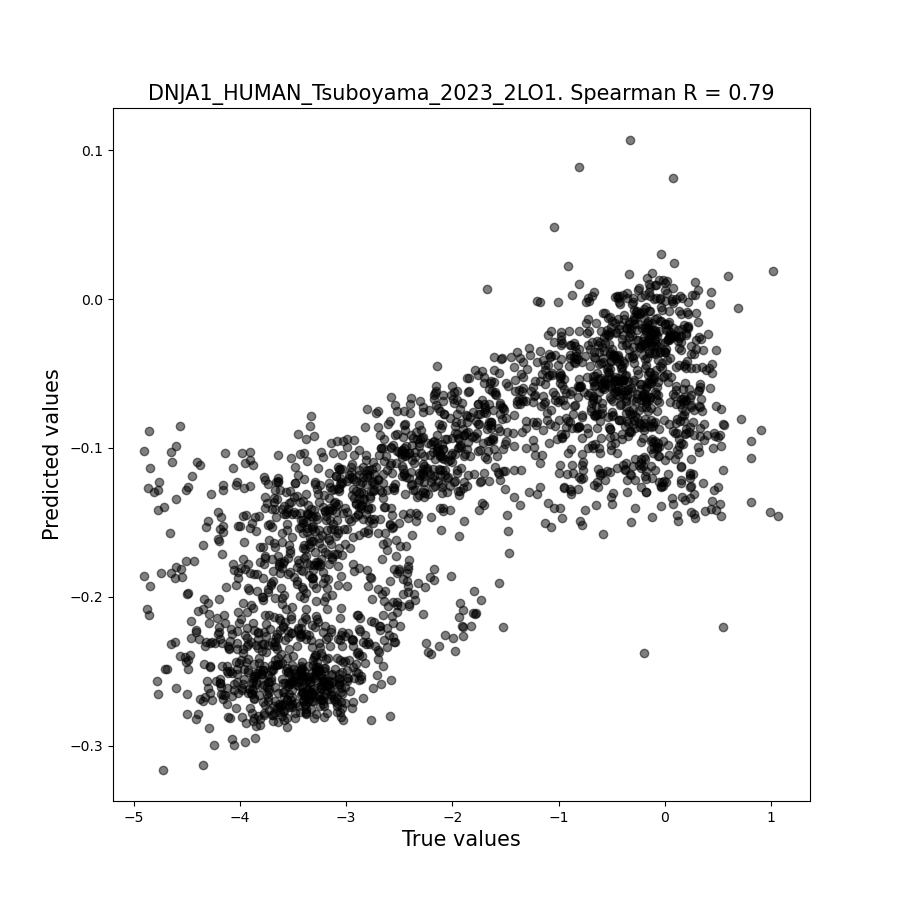 DNJA1_HUMAN_Tsuboyama_2023_2LO1. Spearman R = 0.79
0.1
0.0
−0.1
−0.2
−0.3
Predicted values
−5 −4 −3 −2 −1 0 1
True values